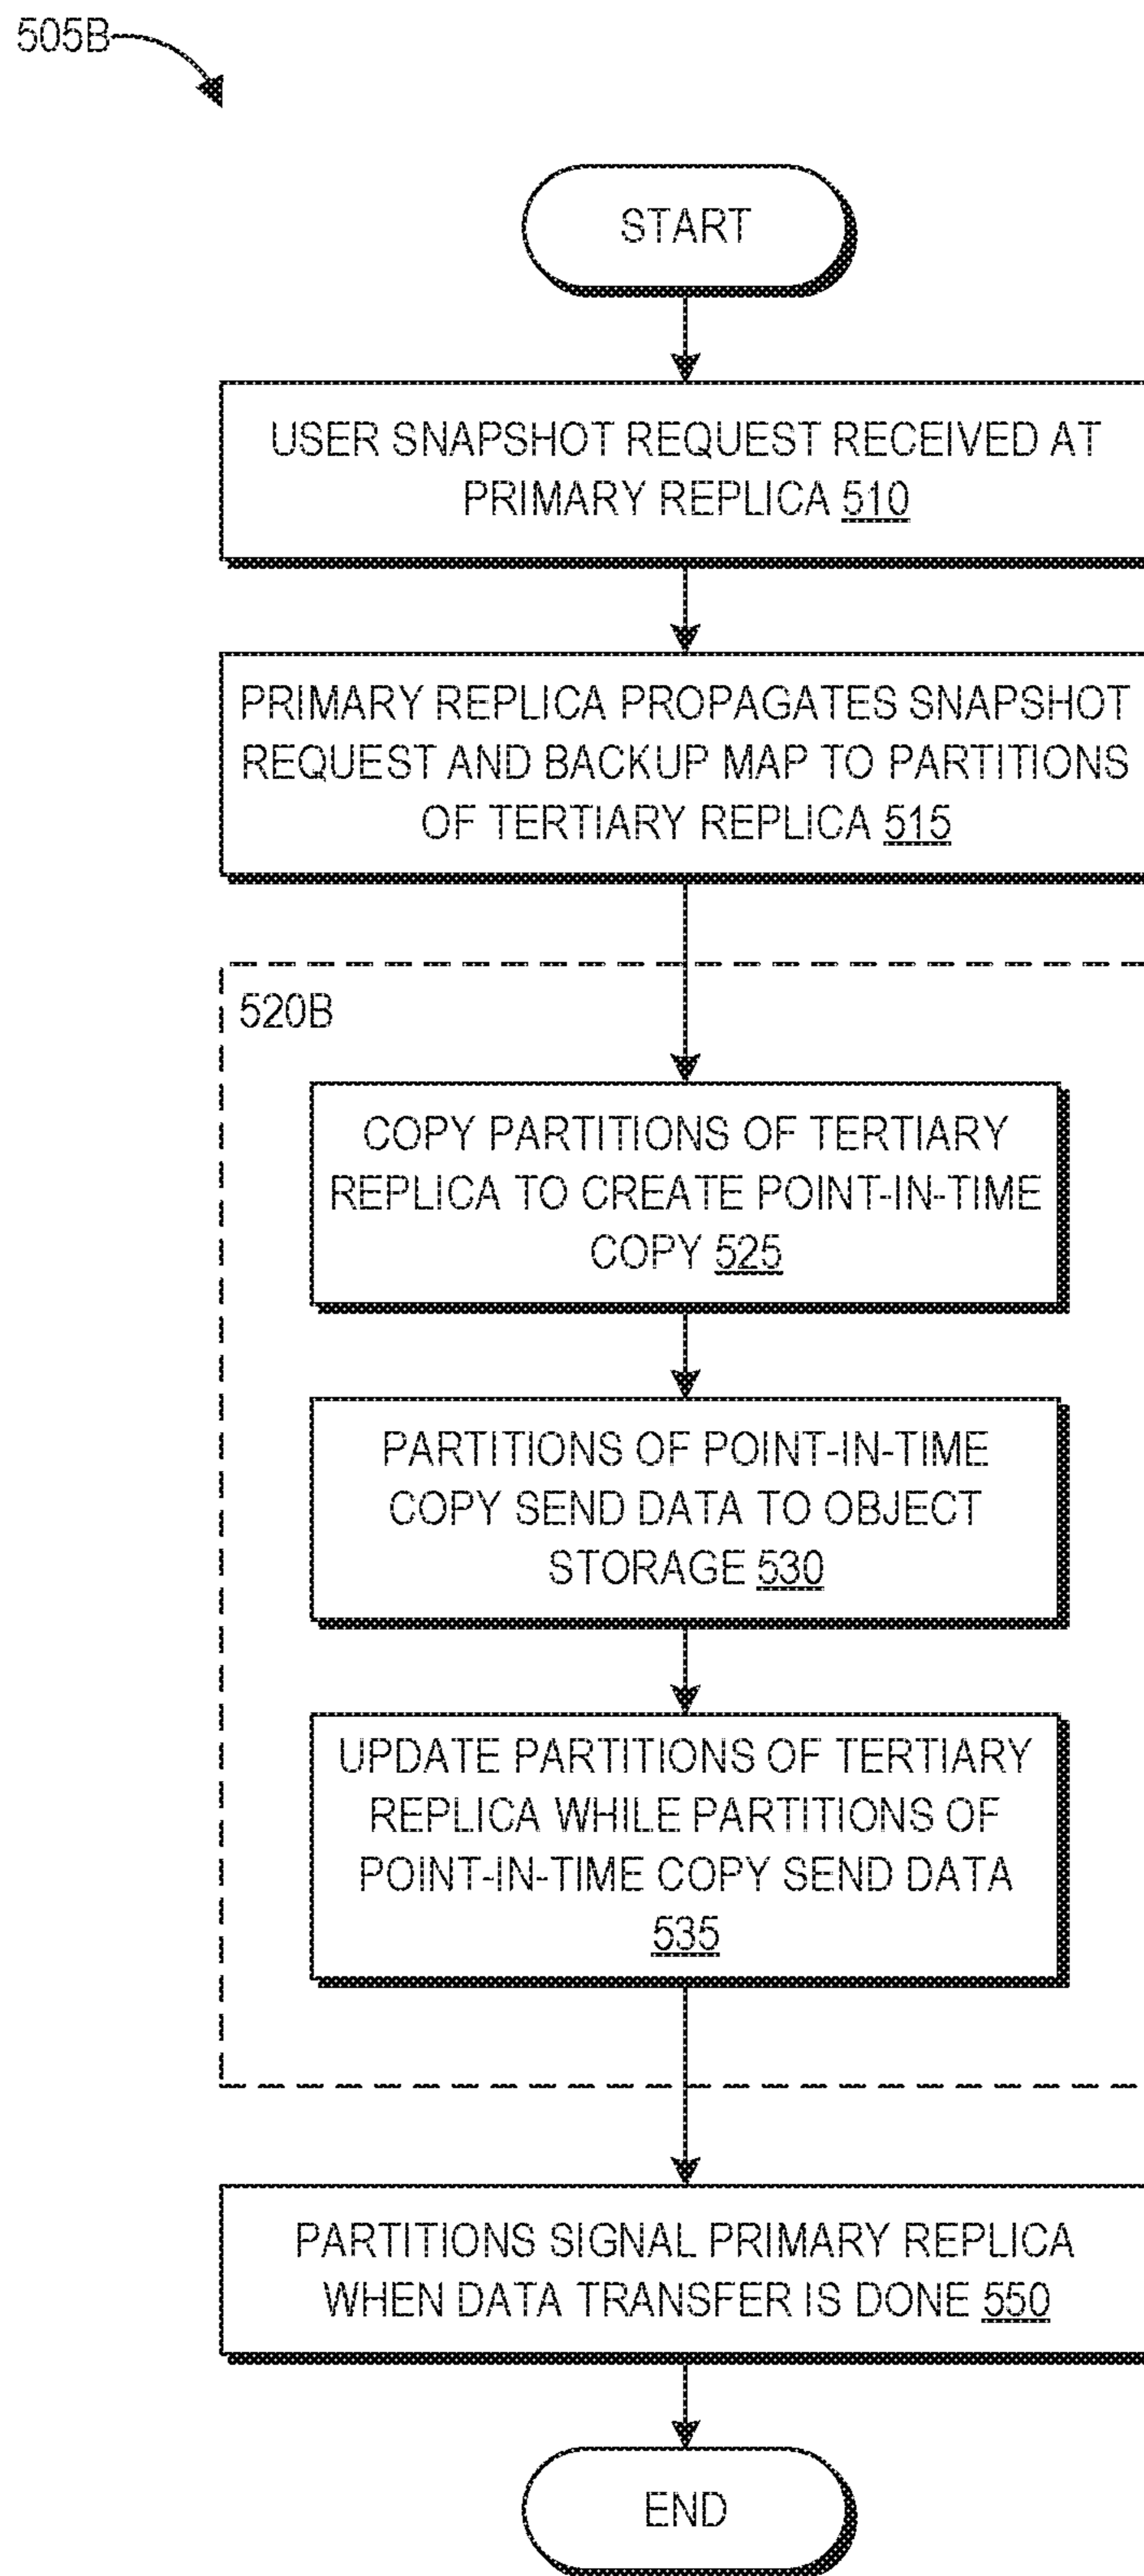 505B
START
USER SNAPSHOT REQUEST RECEIVED AT
PRIMARY REPLICA 510
PRIMARY REPLICA PROPAGATES SNAPSHOT
REQUEST AND BACKUP MAP TO PARTITIONS
OF TERTIARY REPLICA 515
520B
COPY PARTITIONS OF TERTIARY
REPLICA TO CREATE POINT-IN-TIME
COPY 525
PARTITIONS OF POINT-IN-TIME
COPY SEND DATA TO OBJECT
STORAGE 530
UPDATE PARTITIONS OF TERTIARY
REPLICA WHILE PARTITIONS OF
POINT-IN-TIME COPY SEND DATA
535
PARTITIONS SIGNAL PRIMARY REPLICA
WHEN DATA TRANSFER IS DONE 550
END